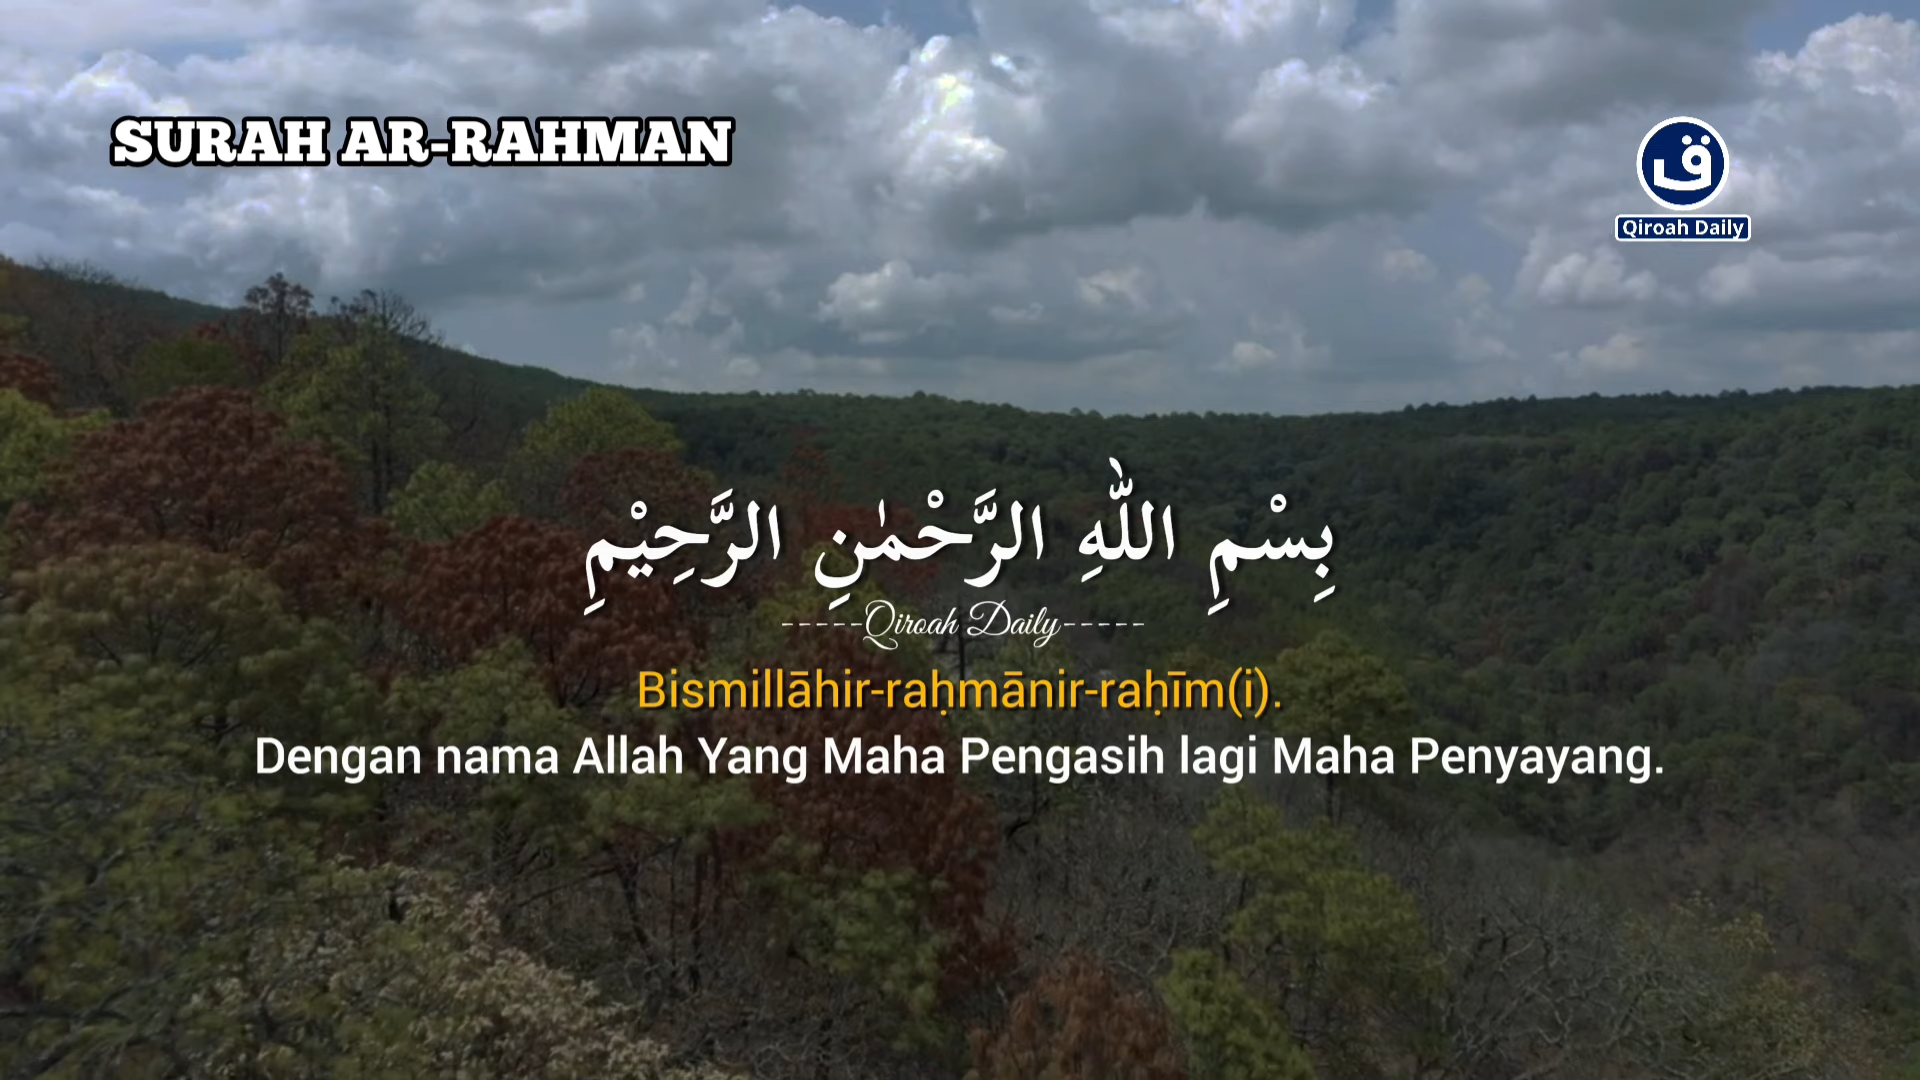 SURAH AR-RAHMAN
ق
Qiroah Daily
بِسْمِ اللّٰهِ الرَّحْمٰنِ الرَّحِيْمِ
-----Qiroah Daily-----
Bismillāhir-raḥmānir-raḥīm(i).
Dengan nama Allah Yang Maha Pengasih lagi Maha Penyayang.